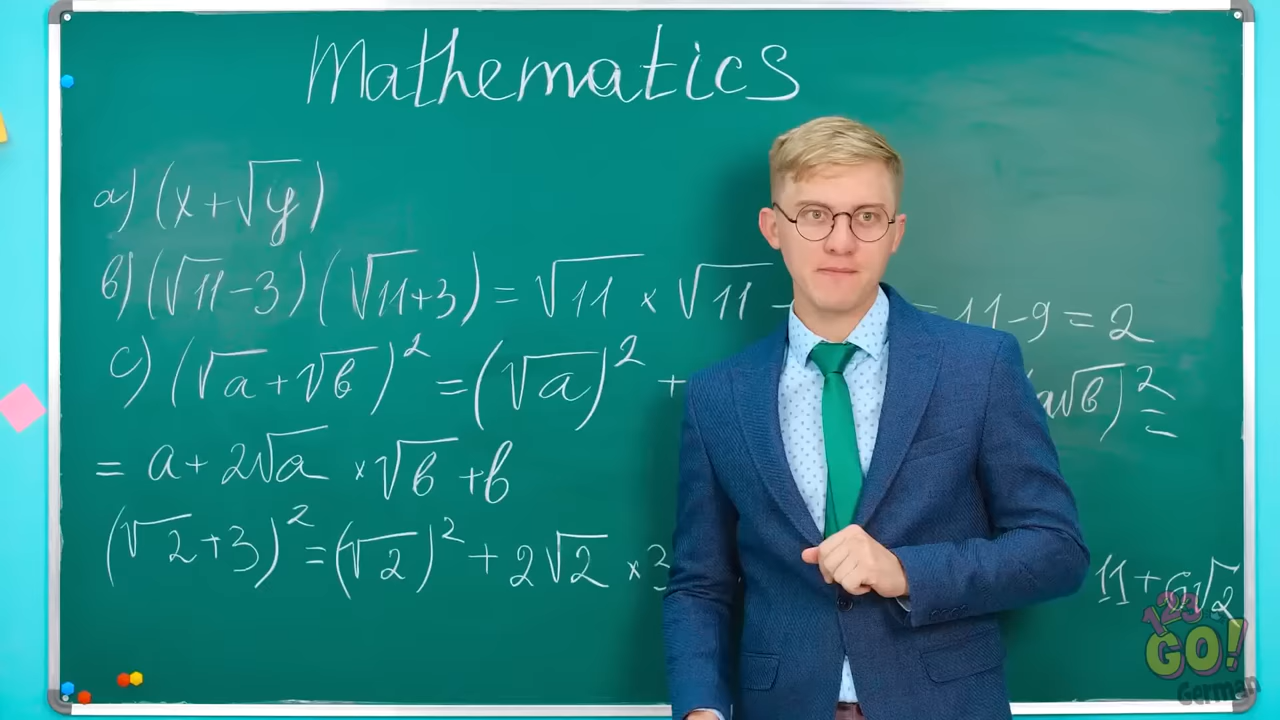 Mathematics
a) (x+√y)
в) (√11-3)(√11+3) = √11 × √11 - = 11-9 = 2
c) (√a+√в)² = (√a)² + a√в)² =
= a+2√a × √в + в
(√2+3)² = (√2)² + 2√2 × 3 11+6√2
123 GO!
German